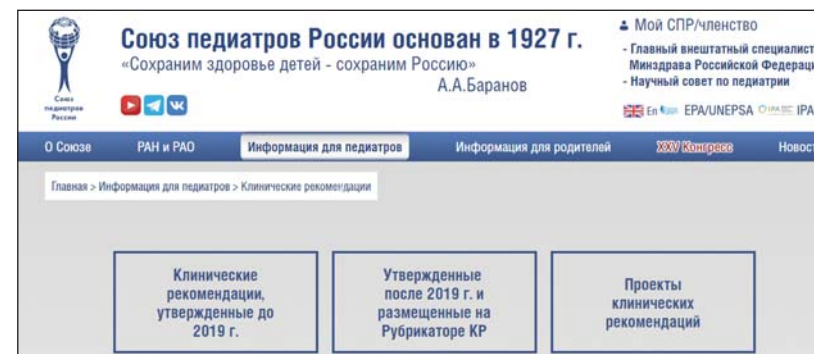 Союз
педиатров
России
Союз педиатров России основан в 1927 г.
«Сохраним здоровье детей - сохраним Россию»
А.А.Баранов
Мой СПР/членство
- Главный внештатный специалист
Минздрава Российской Федерац
- Научный совет по педиатрии
En EPA/UNEPSA IPA
О Союзе РАН и РАО Информация для педиатров Информация для родителей XXV Конгресс Новост
Главная > Информация для педиатров > Клинические рекомендации
Клинические
рекомендации,
утвержденные до
2019 г.
Утвержденные
после 2019 г. и
размещенные на
Рубрикаторе КР
Проекты
клинических
рекомендаций